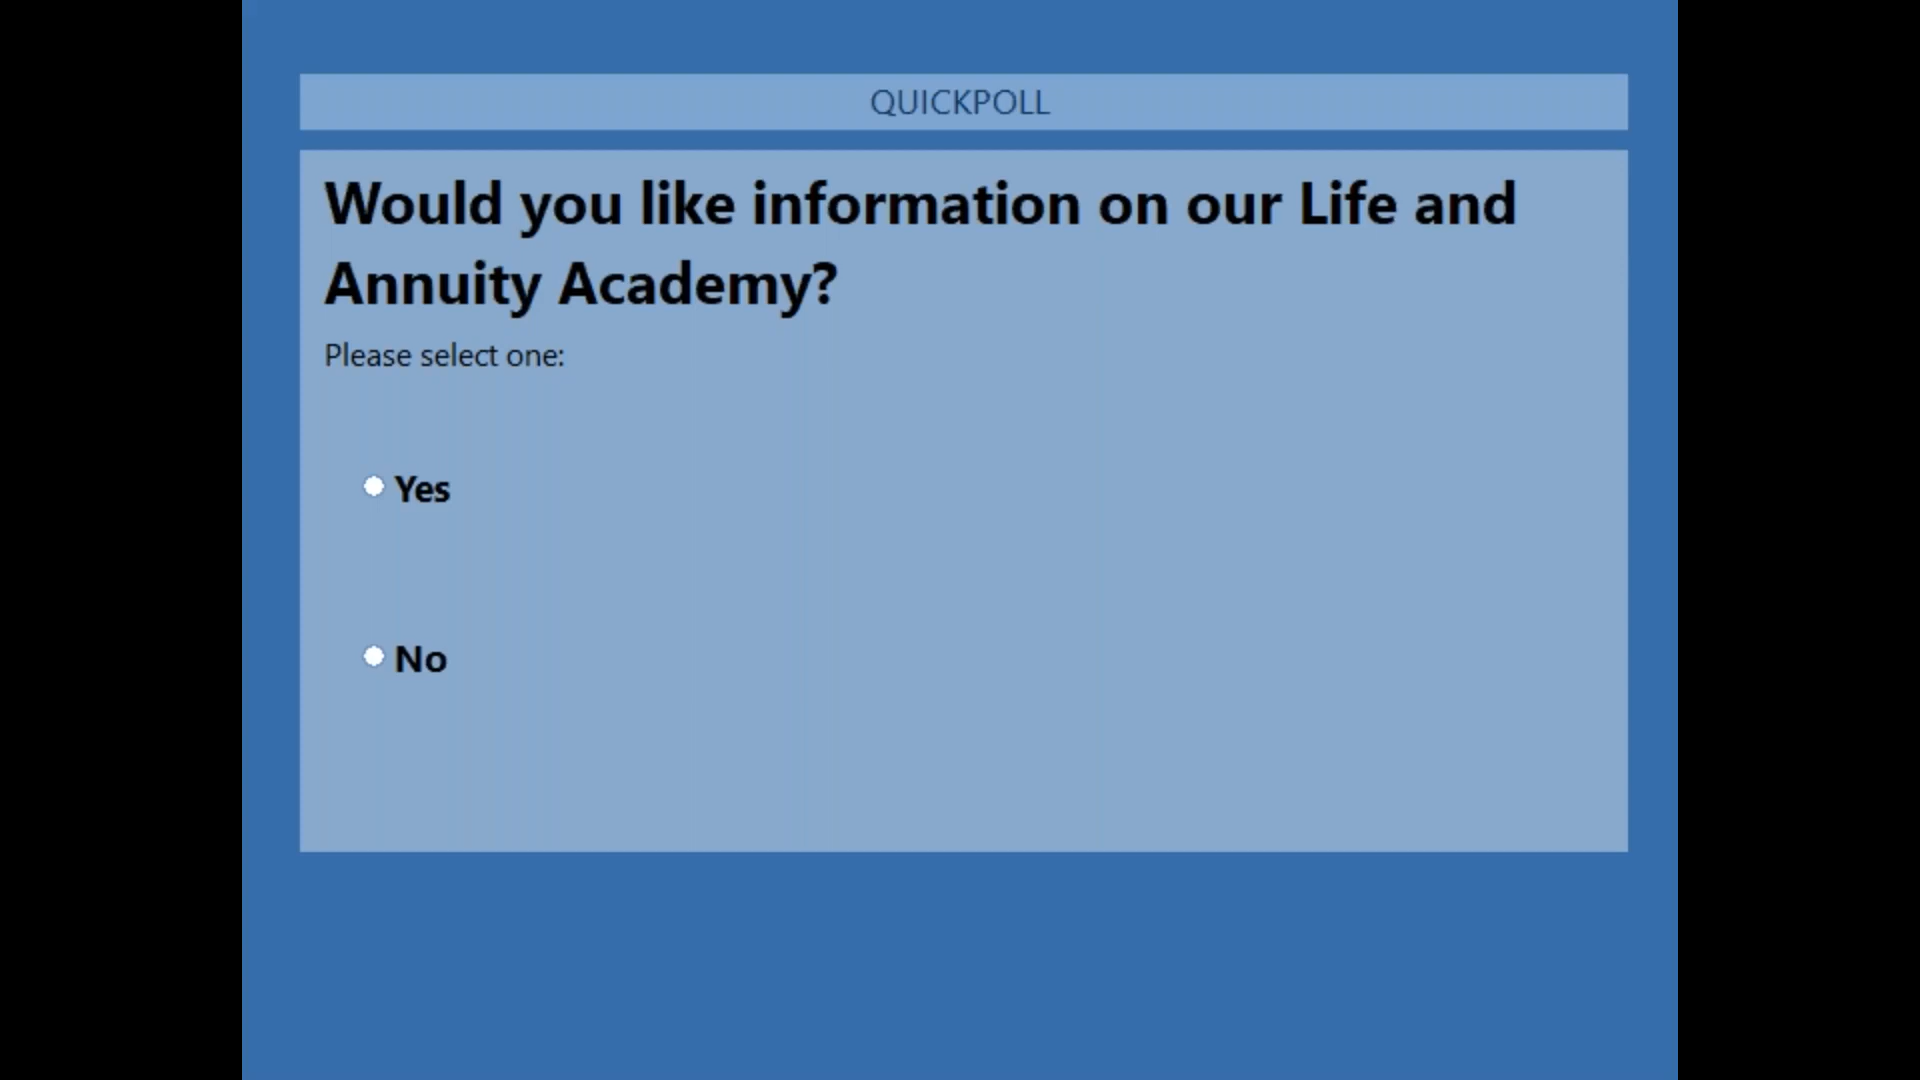 QUICKPOLL
Would you like information on our Life and
Annuity Academy?
Please select one:
Yes
No